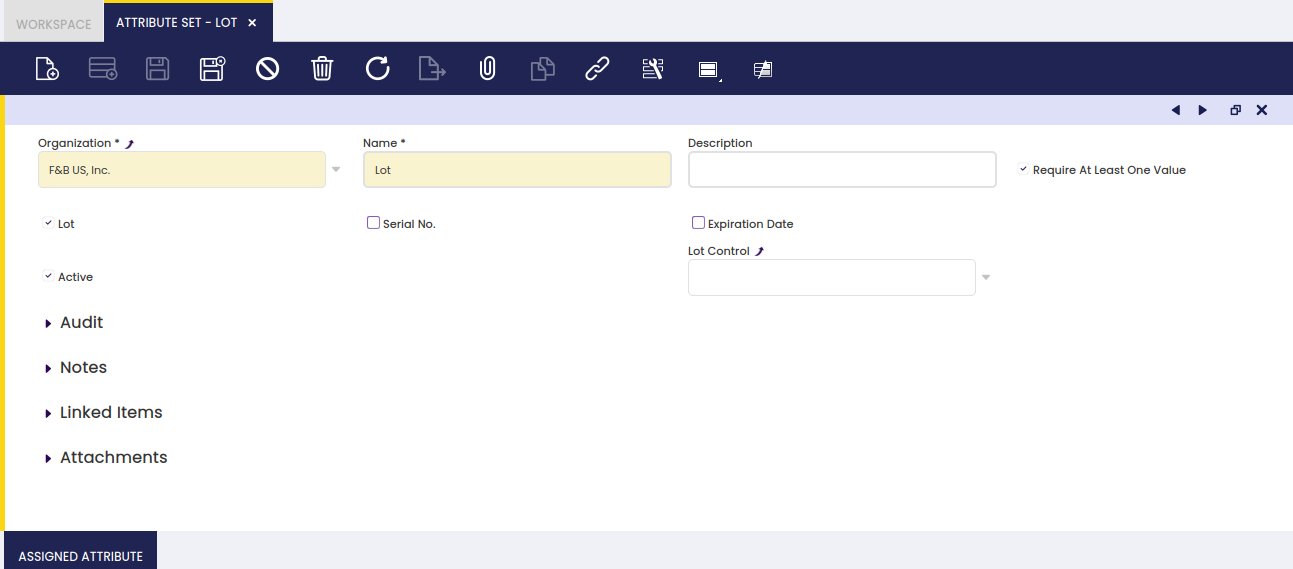 WORKSPACE
ATTRIBUTE SET - LOT
Organization *
Name *
Description
F&B US, Inc.
Lot
Require At Least One Value
Lot
Serial No.
Expiration Date
Lot Control
Active
Audit
Notes
Linked Items
Attachments
ASSIGNED ATTRIBUTE